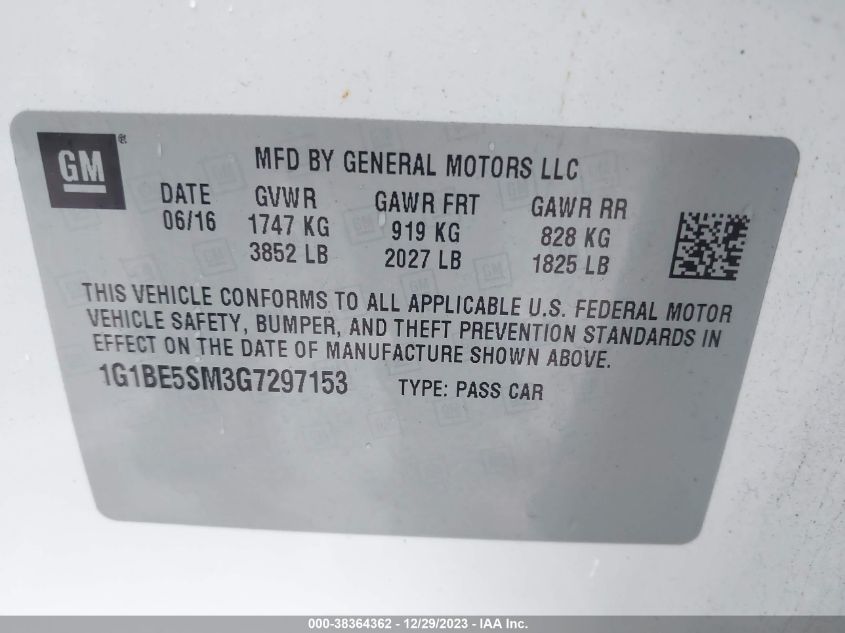 GM ®
MFD BY GENERAL MOTORS LLC
DATE GVWR GAWR FRT GAWR RR
06/16 1747 KG 919 KG 828 KG
3852 LB 2027 LB 1825 LB
THIS VEHICLE CONFORMS TO ALL APPLICABLE U.S. FEDERAL MOTOR
VEHICLE SAFETY, BUMPER, AND THEFT PREVENTION STANDARDS IN
EFFECT ON THE DATE OF MANUFACTURE SHOWN ABOVE.
1G1BE5SM3G7297153 TYPE: PASS CAR
000-38364362 - 12/29/2023 - IAA Inc.